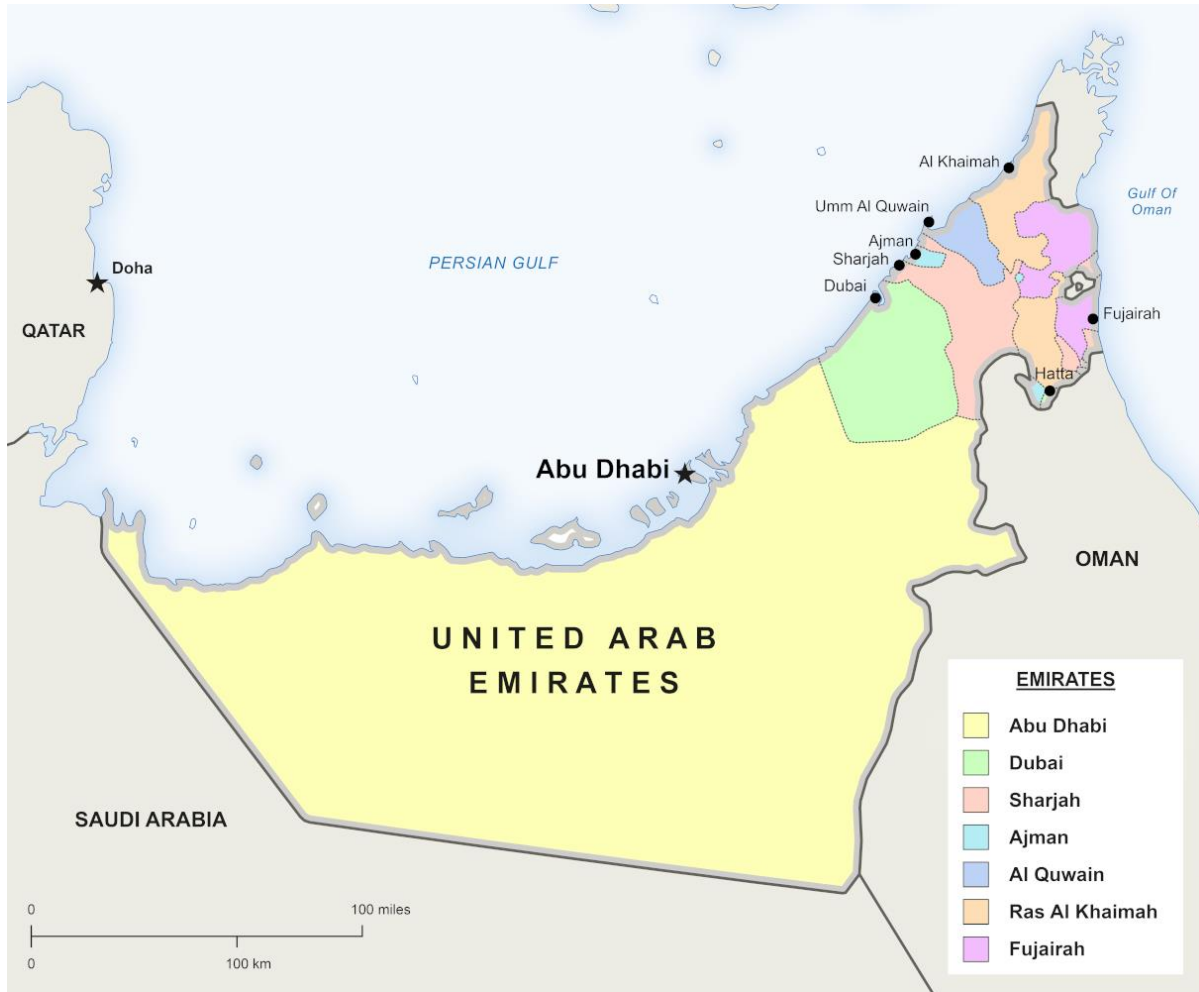 Al Khaimah
Gulf Of
Oman
Umm Al Quwain
Ajman
Sharjah
Doha
PERSIAN GULF
Dubai
Fujairah
QATAR
Hatta
Abu Dhabi
OMAN
UNITED ARAB
EMIRATES
SAUDI ARABIA
EMIRATES
Abu Dhabi
Dubai
Sharjah
Ajman
Al Quwain
Ras Al Khaimah
Fujairah
0 100 miles
0 100 km